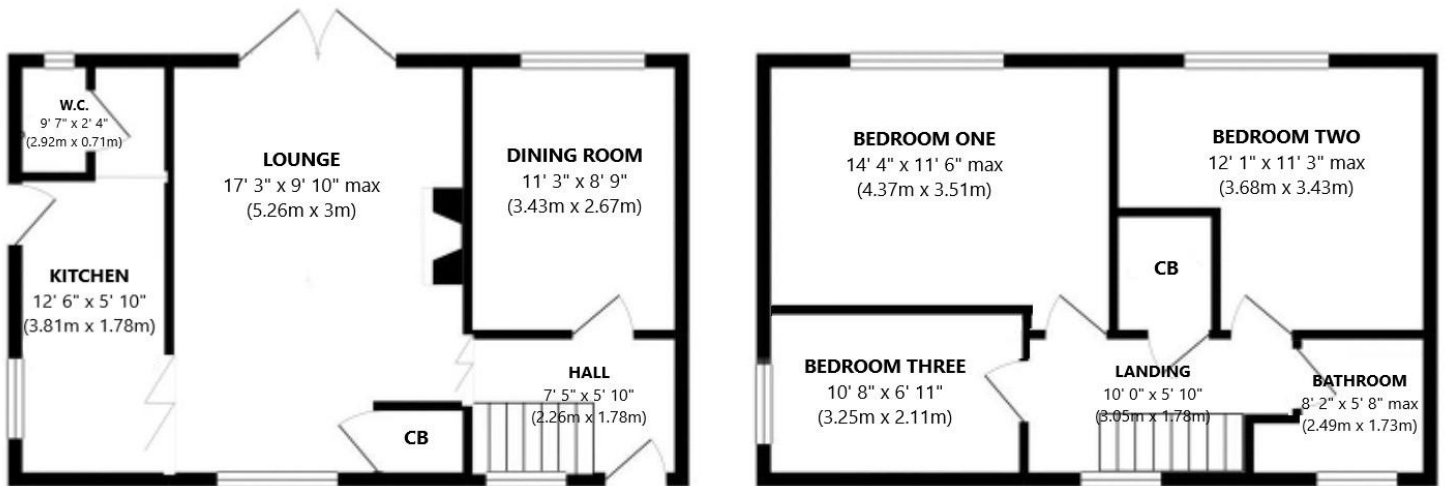 W.C.
9' 7" x 2' 4"
(2.92m x 0.71m)
LOUNGE
17' 3" x 9' 10" max
(5.26m x 3m)
DINING ROOM
11' 3" x 8' 9"
(3.43m x 2.67m)
KITCHEN
12' 6" x 5' 10"
(3.81m x 1.78m)
HALL
7' 5" x 5' 10"
(2.26m x 1.78m)
CB
BEDROOM ONE
14' 4" x 11' 6" max
(4.37m x 3.51m)
BEDROOM TWO
12' 1" x 11' 3" max
(3.68m x 3.43m)
CB
BEDROOM THREE
10' 8" x 6' 11"
(3.25m x 2.11m)
LANDING
10' 0" x 5' 10"
(3.05m x 1.78m)
BATHROOM
8' 2" x 5' 8" max
(2.49m x 1.73m)